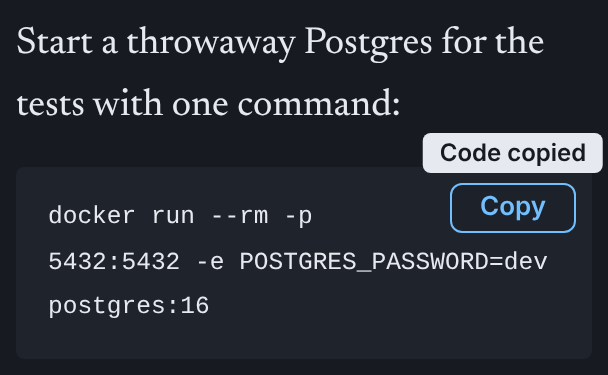 Start a throwaway Postgres for the
tests with one command:
Code copied
Copy
docker run --rm -p
5432:5432 -e POSTGRES_PASSWORD=dev
postgres:16